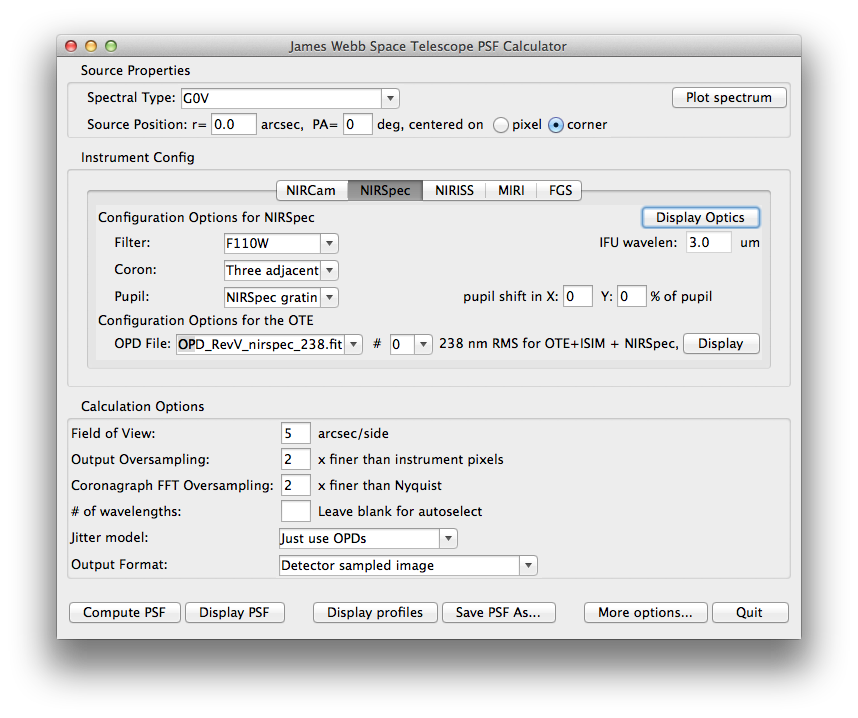 James Webb Space Telescope PSF Calculator
Source Properties
Spectral Type: G0V Plot spectrum
Source Position: r= 0.0 arcsec, PA= 0 deg, centered on pixel corner
Instrument Config
NIRCam NIRSpec NIRISS MIRI FGS
Configuration Options for NIRSpec Display Optics
Filter: F110W IFU wavelen: 3.0 um
Coron: Three adjacent
Pupil: NIRSpec gratin pupil shift in X: 0 Y: 0 % of pupil
Configuration Options for the OTE
OPD File: OPD_RevV_nirspec_238.fit # 0 238 nm RMS for OTE+ISIM + NIRSpec, Display
Calculation Options
Field of View: 5 arcsec/side
Output Oversampling: 2 x finer than instrument pixels
Coronagraph FFT Oversampling: 2 x finer than Nyquist
# of wavelengths: Leave blank for autoselect
Jitter model: Just use OPDs
Output Format: Detector sampled image
Compute PSF Display PSF Display profiles Save PSF As... More options... Quit